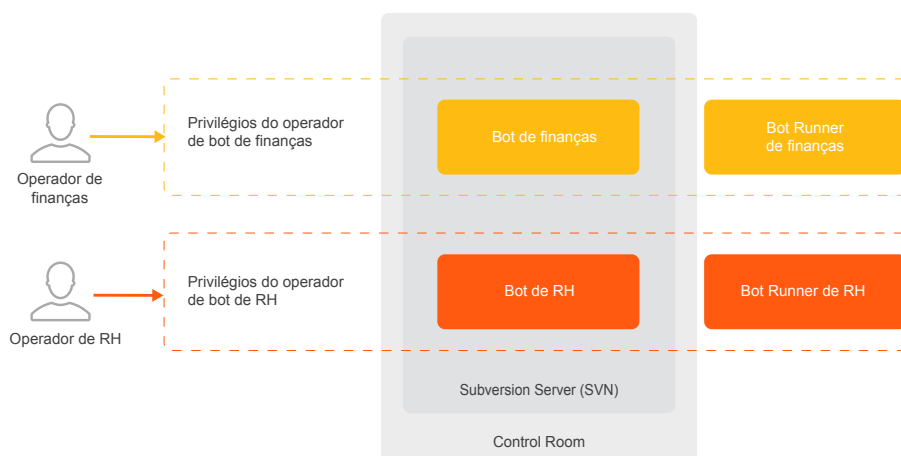 Operador de
finanças
Privilégios do operador
de bot de finanças
Bot de finanças
Bot Runner
de finanças
Operador de RH
Privilégios do operador
de bot de RH
Bot de RH
Bot Runner de RH
Subversion Server (SVN)
Control Room